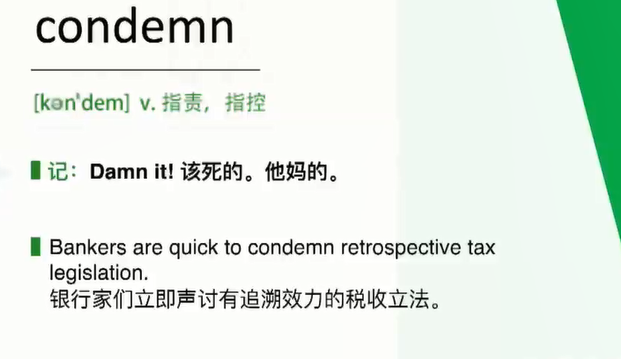 condemn
[kən'dem] v. 指责，指控
记：Damn it! 该死的。他妈的。
Bankers are quick to condemn retrospective tax
legislation.
银行家们立即声讨有追溯效力的税收立法。